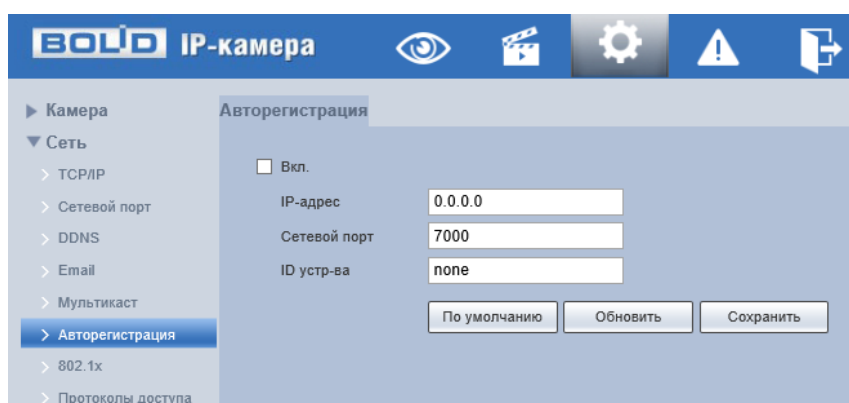 BOLID IP-камера
Камера
Сеть
TCP/IP
Сетевой порт
DDNS
Email
Мультикаст
Авторегистрация
802.1x
Протоколы доступа
Авторегистрация
Вкл.
IP-адрес 0.0.0.0
Сетевой порт 7000
ID устр-ва none
По умолчанию Обновить Сохранить